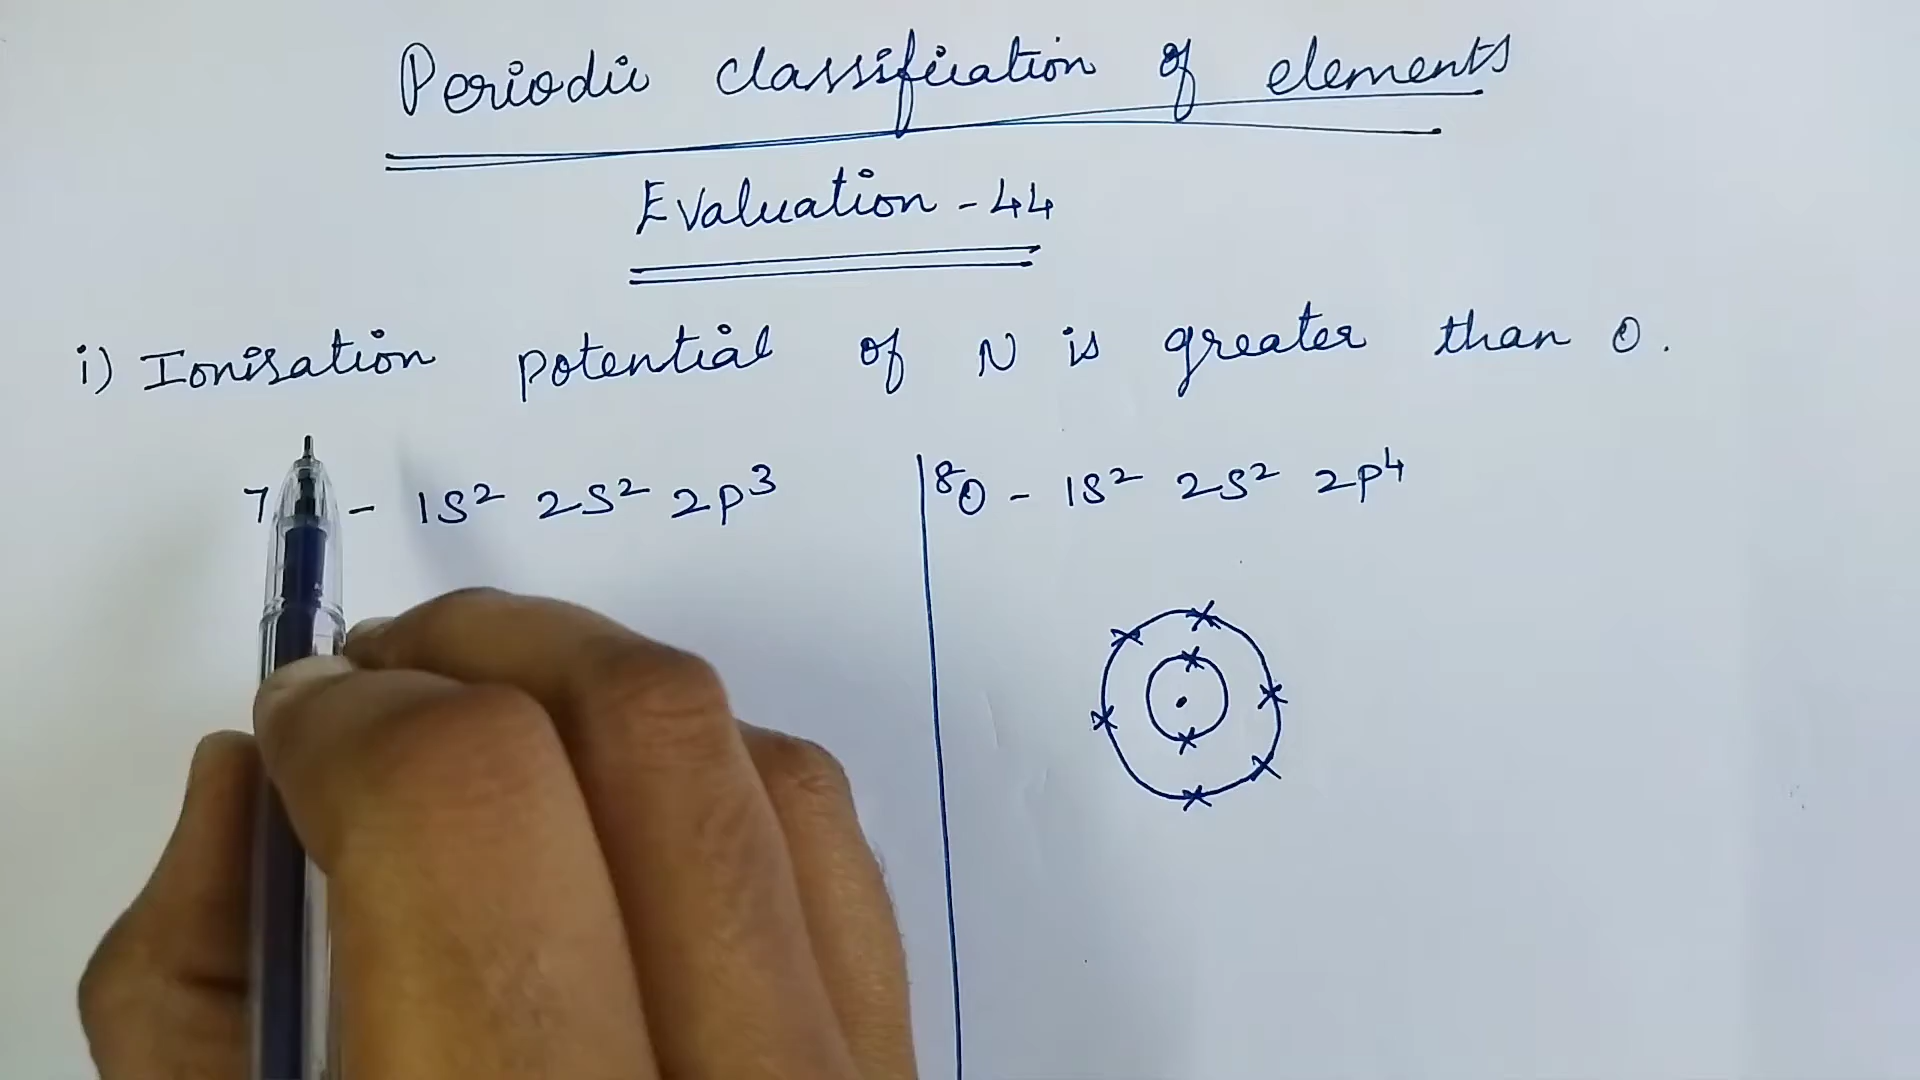 Periodic classification of elements
Evaluation - 44
i) Ionisation potential of N is greater than O.
7 - 1s² 2s² 2p³
8O - 1s² 2s² 2p⁴